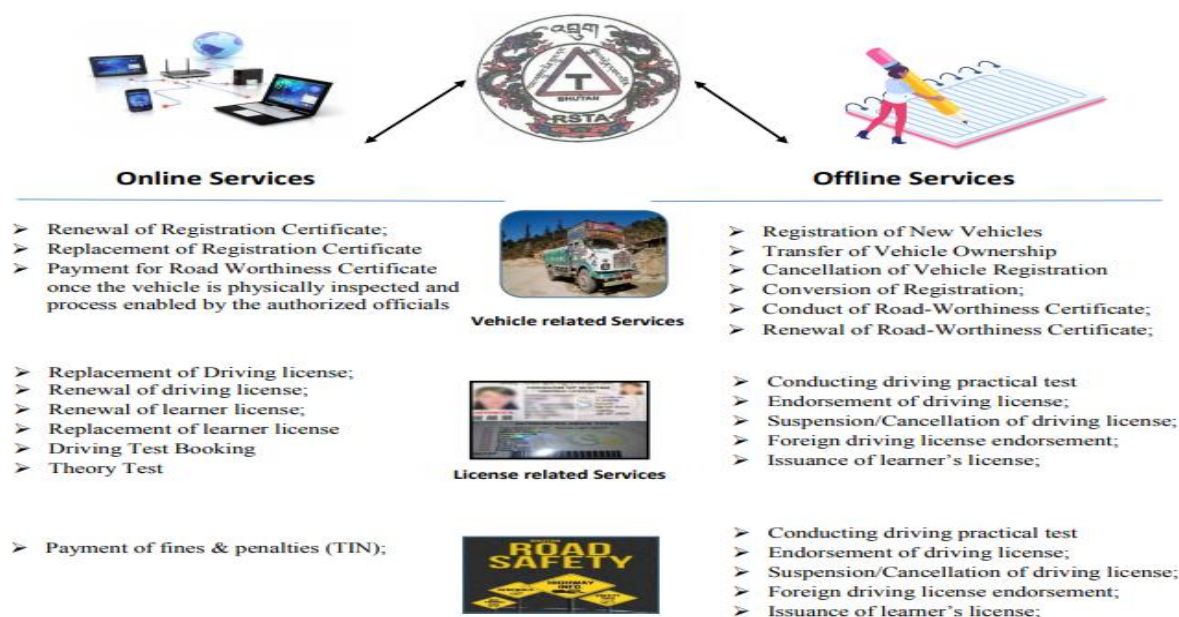 འབྲུག
T
BHUTAN
RSTA
Online Services
Offline Services
➢ Renewal of Registration Certificate;
➢ Replacement of Registration Certificate
➢ Payment for Road Worthiness Certificate
once the vehicle is physically inspected and
process enabled by the authorized officials
Vehicle related Services
➢ Registration of New Vehicles
➢ Transfer of Vehicle Ownership
➢ Cancellation of Vehicle Registration
➢ Conversion of Registration;
➢ Conduct of Road-Worthiness Certificate;
➢ Renewal of Road-Worthiness Certificate;
➢ Replacement of Driving license;
➢ Renewal of driving license;
➢ Renewal of learner license;
➢ Replacement of learner license
➢ Driving Test Booking
➢ Theory Test
License related Services
➢ Conducting driving practical test
➢ Endorsement of driving license;
➢ Suspension/Cancellation of driving license;
➢ Foreign driving license endorsement;
➢ Issuance of learner's license;
➢ Payment of fines & penalties (TIN);
ROAD
SAFETY
HIGHWAY
INFO
➢ Conducting driving practical test
➢ Endorsement of driving license;
➢ Suspension/Cancellation of driving license;
➢ Foreign driving license endorsement;
➢ Issuance of learner's license;